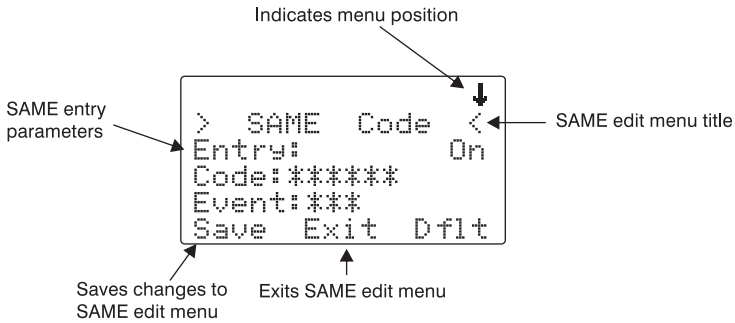 Indicates menu position
SAME entry
parameters
> SAME Code <
SAME edit menu title
Entry: On
Code:******
Event:***
Save Exit Dflt
Saves changes to
SAME edit menu
Exits SAME edit menu